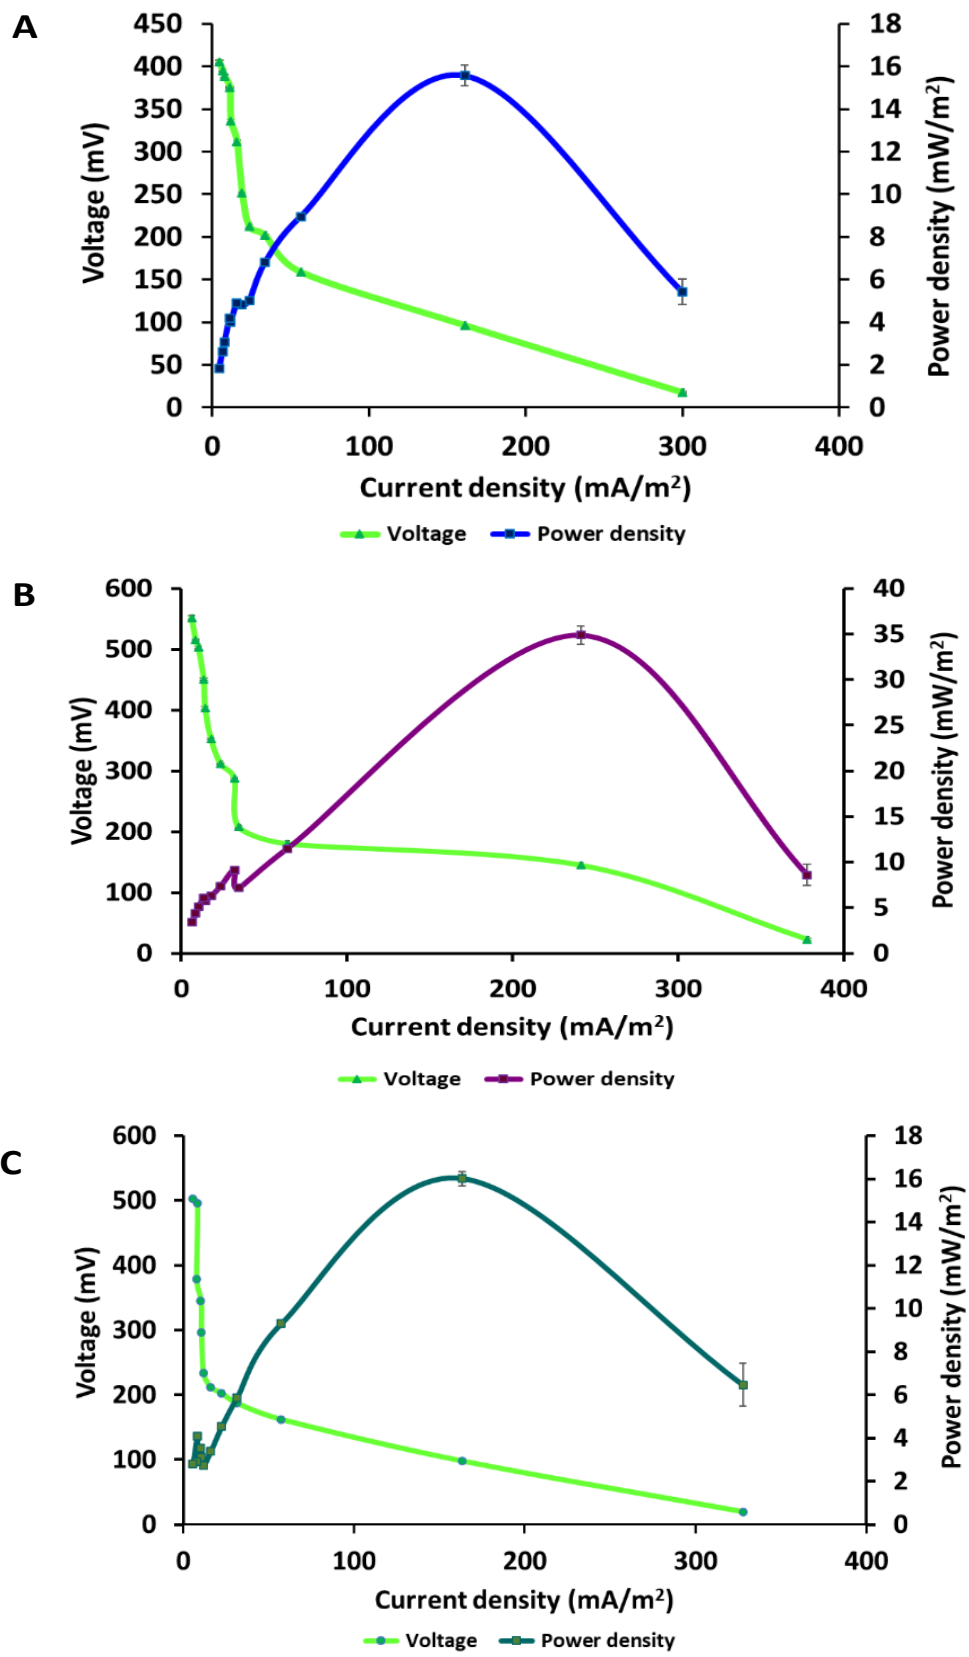 A
450
400
350
300
250
200
150
100
50
0
Voltage (mV)
18
16
14
12
10
8
6
4
2
0
Power density (mW/m²)
0 100 200 300 400
Current density (mA/m²)
Voltage Power density
B
600
500
400
300
200
100
0
Voltage (mV)
40
35
30
25
20
15
10
5
0
Power density (mW/m²)
0 100 200 300 400
Current density (mA/m²)
Voltage Power density
C
600
500
400
300
200
100
0
Voltage (mV)
18
16
14
12
10
8
6
4
2
0
Power density (mW/m²)
0 100 200 300 400
Current density (mA/m²)
Voltage Power density